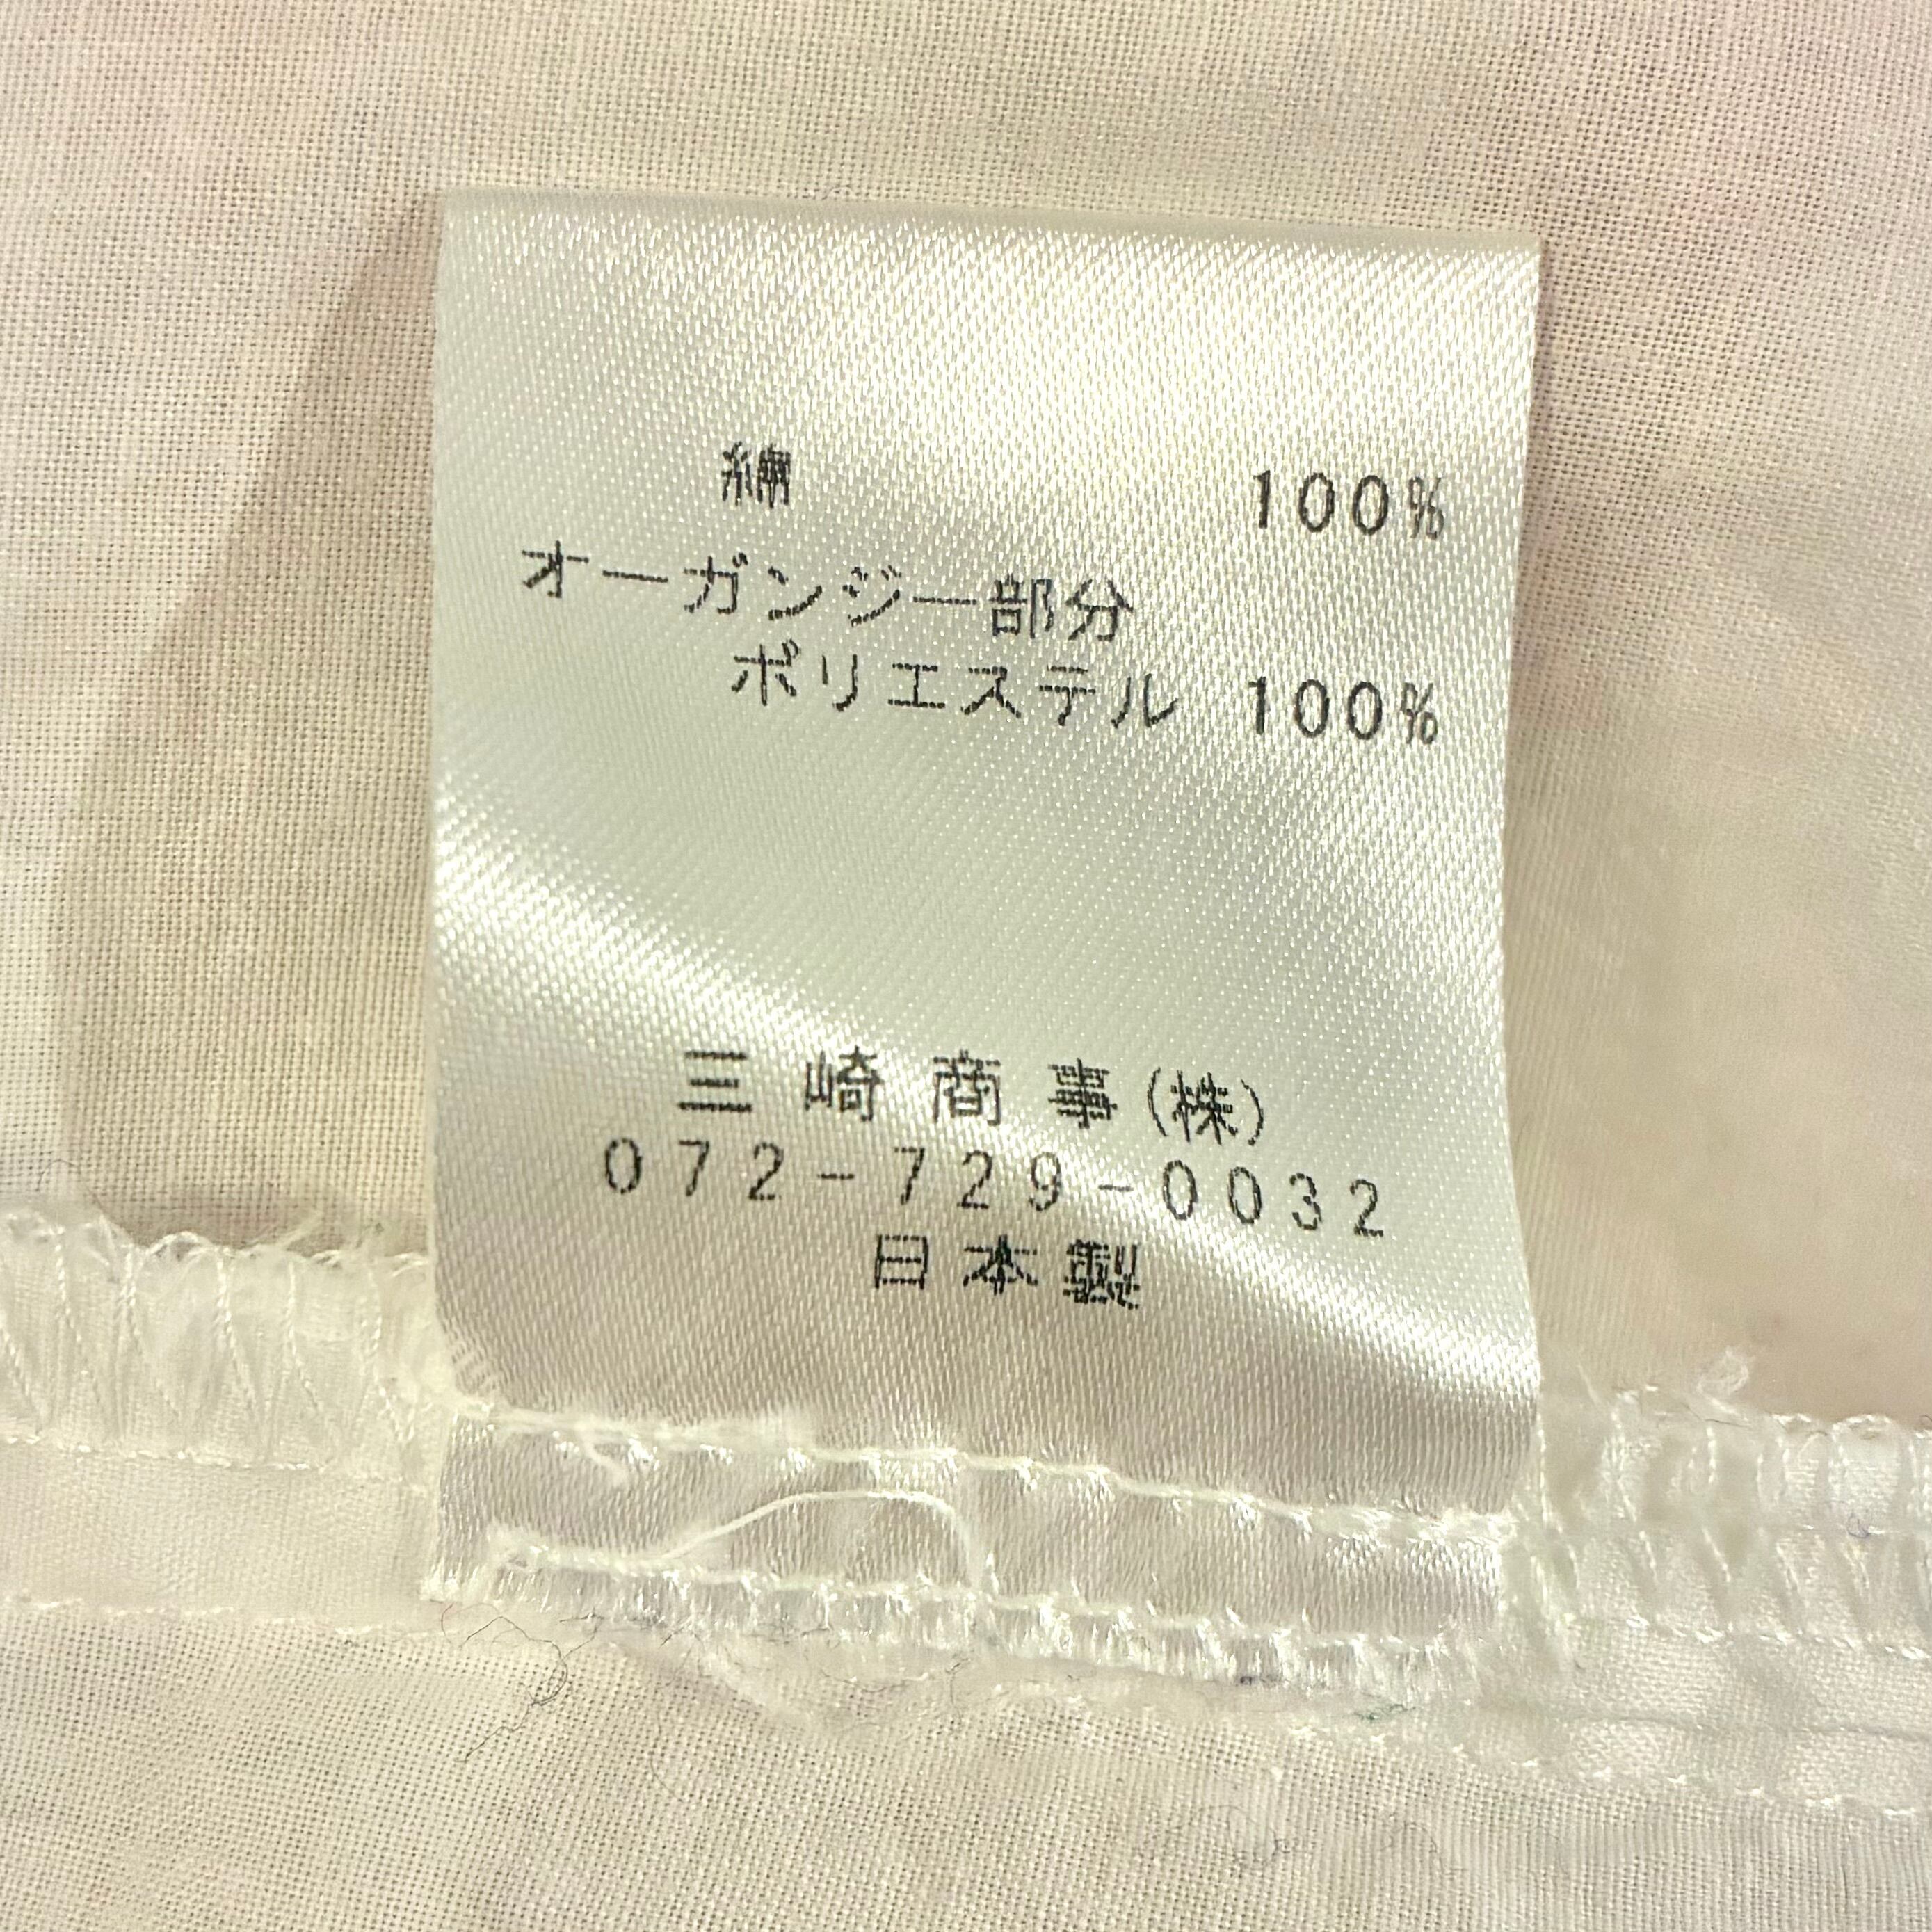 綿 100%
オーガンジー部分
ポリエステル 100%
三崎商事(株)
072-729-0032
日本製